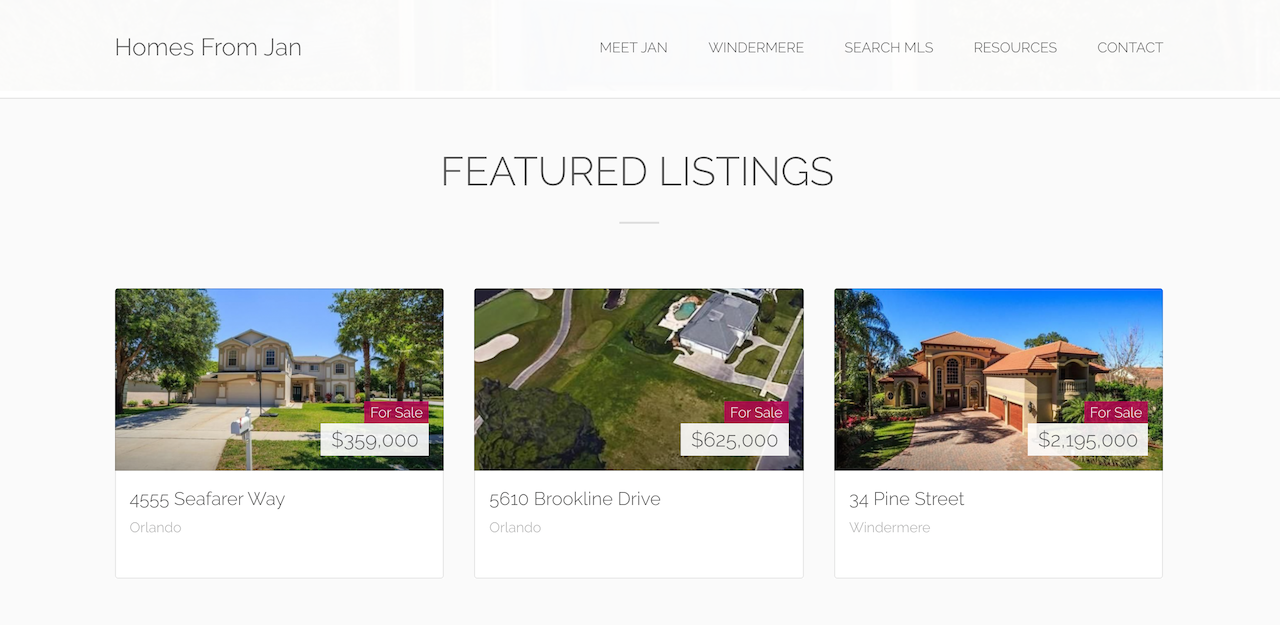 Homes From Jan
MEET JAN WINDERMERE SEARCH MLS RESOURCES CONTACT
FEATURED LISTINGS
For Sale
$359,000
4555 Seafarer Way
Orlando
For Sale
$625,000
5610 Brookline Drive
Orlando
For Sale
$2,195,000
34 Pine Street
Windermere